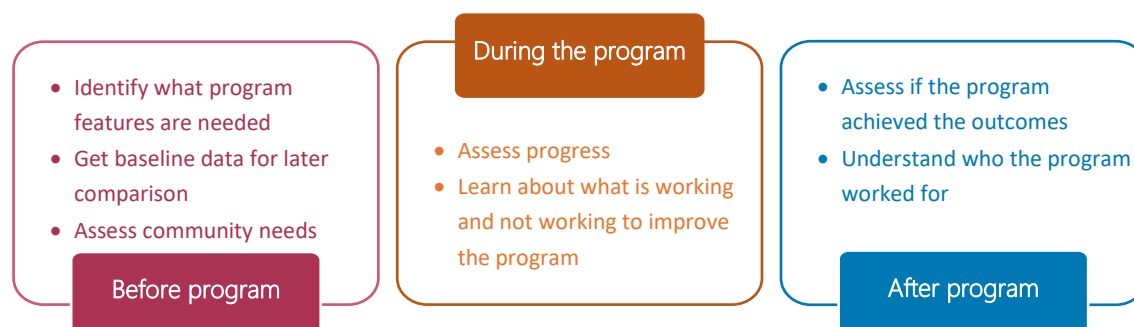 • Identify what program
features are needed
• Get baseline data for later
comparison
• Assess community needs
Before program
During the program
• Assess progress
• Learn about what is working
and not working to improve
the program
• Assess if the program
achieved the outcomes
• Understand who the program
worked for
After program